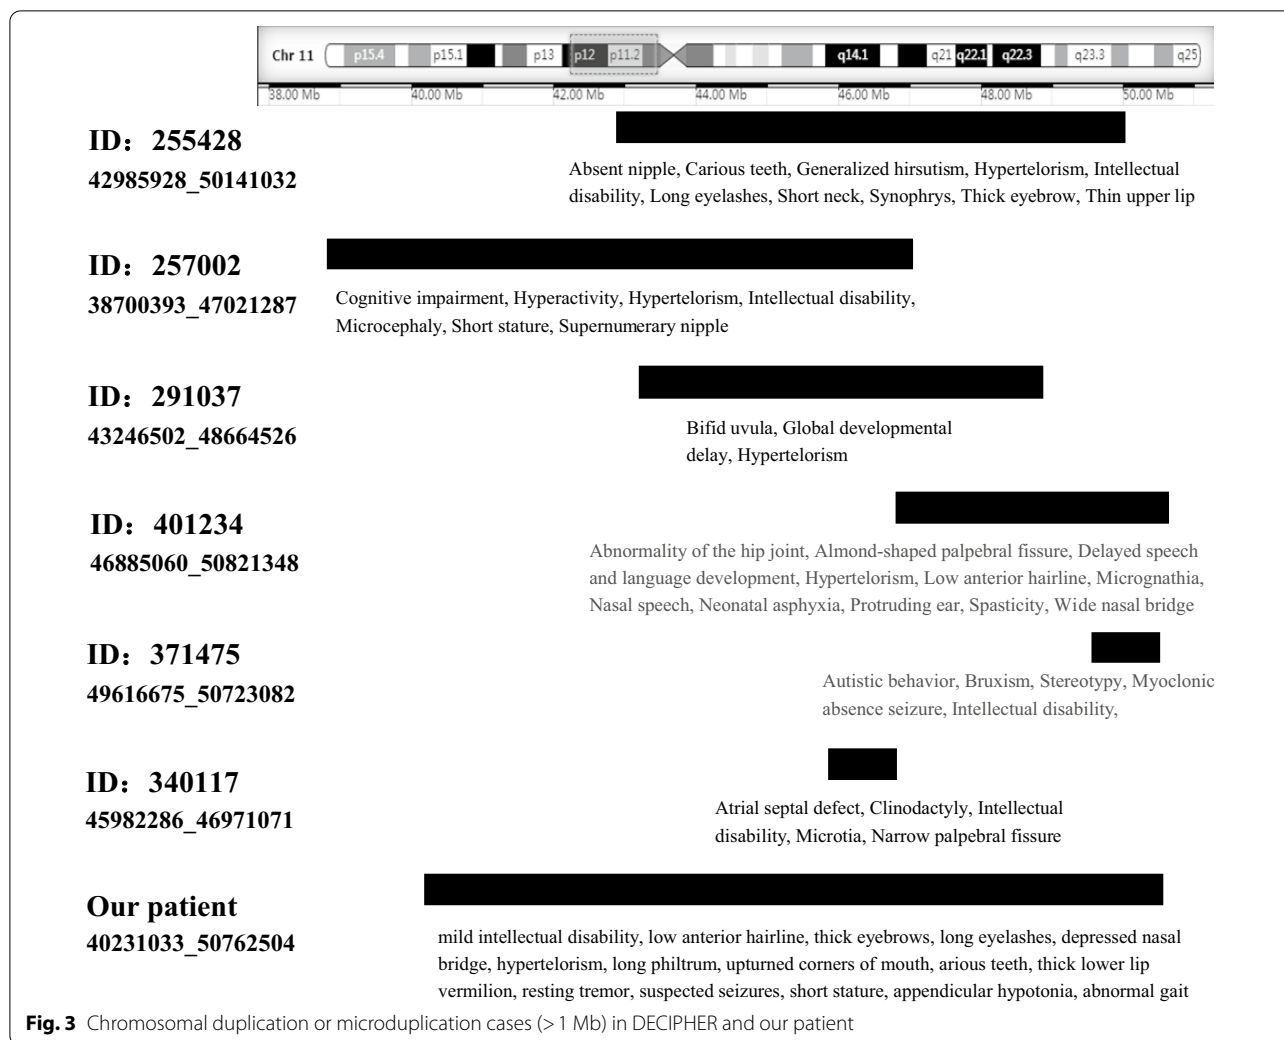 Chr 11 p15.4 p15.1 p13 p12 p11.2 q14.1 q21 q22.1 q22.3 q23.3 q25
38.00 Mb 40.00 Mb 42.00 Mb 44.00 Mb 46.00 Mb 48.00 Mb 50.00 Mb
ID：255428
42985928_50141032
Absent nipple, Carious teeth, Generalized hirsutism, Hypertelorism, Intellectual
disability, Long eyelashes, Short neck, Synophrys, Thick eyebrow, Thin upper lip
ID：257002
38700393_47021287
Cognitive impairment, Hyperactivity, Hypertelorism, Intellectual disability,
Microcephaly, Short stature, Supernumerary nipple
ID：291037
43246502_48664526
Bifid uvula, Global developmental
delay, Hypertelorism
ID：401234
46885060_50821348
Abnormality of the hip joint, Almond-shaped palpebral fissure, Delayed speech
and language development, Hypertelorism, Low anterior hairline, Micrognathia,
Nasal speech, Neonatal asphyxia, Protruding ear, Spasticity, Wide nasal bridge
ID：371475
49616675_50723082
Autistic behavior, Bruxism, Stereotypy, Myoclonic
absence seizure, Intellectual disability,
ID：340117
45982286_46971071
Atrial septal defect, Clinodactyly, Intellectual
disability, Microtia, Narrow palpebral fissure
Our patient
40231033_50762504
mild intellectual disability, low anterior hairline, thick eyebrows, long eyelashes, depressed nasal
bridge, hypertelorism, long philtrum, upturned corners of mouth, arious teeth, thick lower lip
vermilion, resting tremor, suspected seizures, short stature, appendicular hypotonia, abnormal gait
Fig. 3 Chromosomal duplication or microduplication cases (> 1 Mb) in DECIPHER and our patient